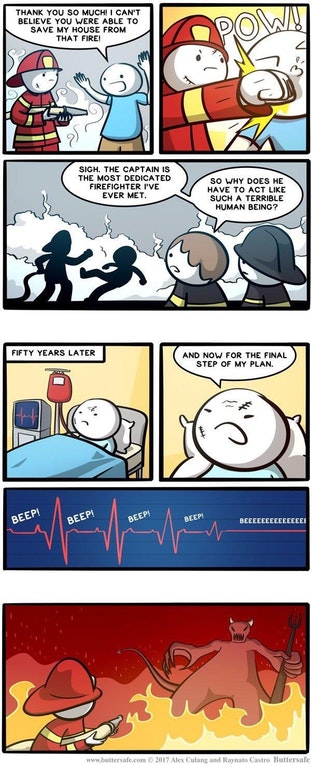 THANK YOU SO MUCH! I CAN'T
BELIEVE YOU WERE ABLE TO
SAVE MY HOUSE FROM
THAT FIRE!
POW!
SIGH. THE CAPTAIN IS
THE MOST DEDICATED
FIREFIGHTER I'VE
EVER MET.
SO WHY DOES HE
HAVE TO ACT LIKE
SUCH A TERRIBLE
HUMAN BEING?
FIFTY YEARS LATER
AND NOW FOR THE FINAL
STEP OF MY PLAN.
BEEP!
BEEP!
BEEP!
BEEP!
BEEEEEEEEEEEEEE
www.buttersafe.com © 2017 Alex Culang and Raynato Castro Buttersafe